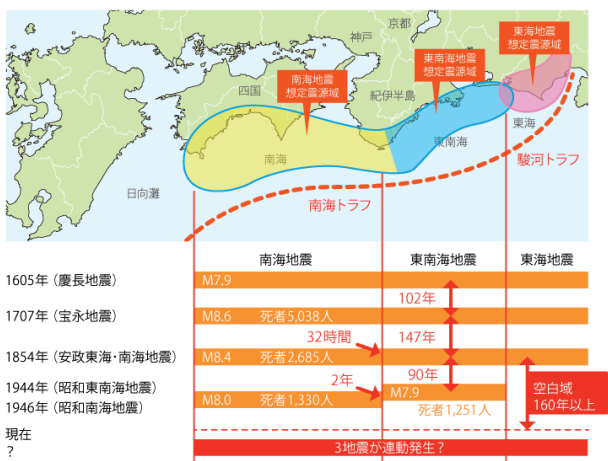 京都
神戸
東海地震
想定震源域
東南海地震
想定震源域
南海地震
想定震源域
四国
紀伊半島
東海
東南海
南海
駿河トラフ
日向灘
南海トラフ
南海地震
東南海地震
東海地震
1605年（慶長地震）
M7.9
102年
1707年（宝永地震）
M8.6 死者5,038人
32時間
147年
1854年（安政東海・南海地震）
M8.4 死者2,685人
2年
90年
1944年（昭和東南海地震）
M7.9
空白域
160年以上
1946年（昭和南海地震）
M8.0 死者1,330人
死者1,251人
現在
?
3地震が連動発生？